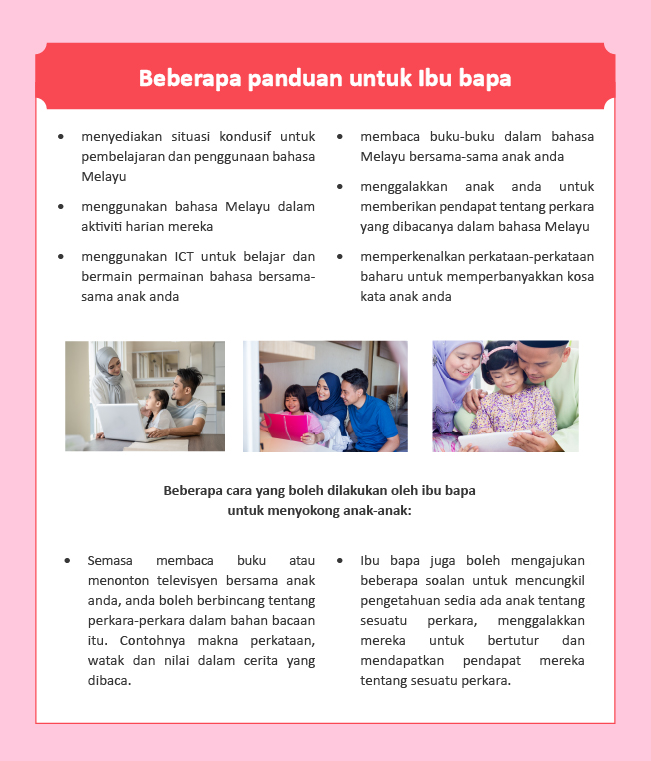 Beberapa panduan untuk Ibu bapa
• menyediakan situasi kondusif untuk
pembelajaran dan penggunaan bahasa
Melayu
• menggunakan bahasa Melayu dalam
aktiviti harian mereka
• menggunakan ICT untuk belajar dan
bermain permainan bahasa bersama-
sama anak anda
• membaca buku-buku dalam bahasa
Melayu bersama-sama anak anda
• menggalakkan anak anda untuk
memberikan pendapat tentang perkara
yang dibacanya dalam bahasa Melayu
• memperkenalkan perkataan-perkataan
baharu untuk memperbanyakkan kosa
kata anak anda
Beberapa cara yang boleh dilakukan oleh ibu bapa
untuk menyokong anak-anak:
• Semasa membaca buku atau
menonton televisyen bersama anak
anda, anda boleh berbincang tentang
perkara-perkara dalam bahan bacaan
itu. Contohnya makna perkataan,
watak dan nilai dalam cerita yang
dibaca.
• Ibu bapa juga boleh mengajukan
beberapa soalan untuk mencungkil
pengetahuan sedia ada anak tentang
sesuatu perkara, menggalakkan
mereka untuk bertutur dan
mendapatkan pendapat mereka
tentang sesuatu perkara.